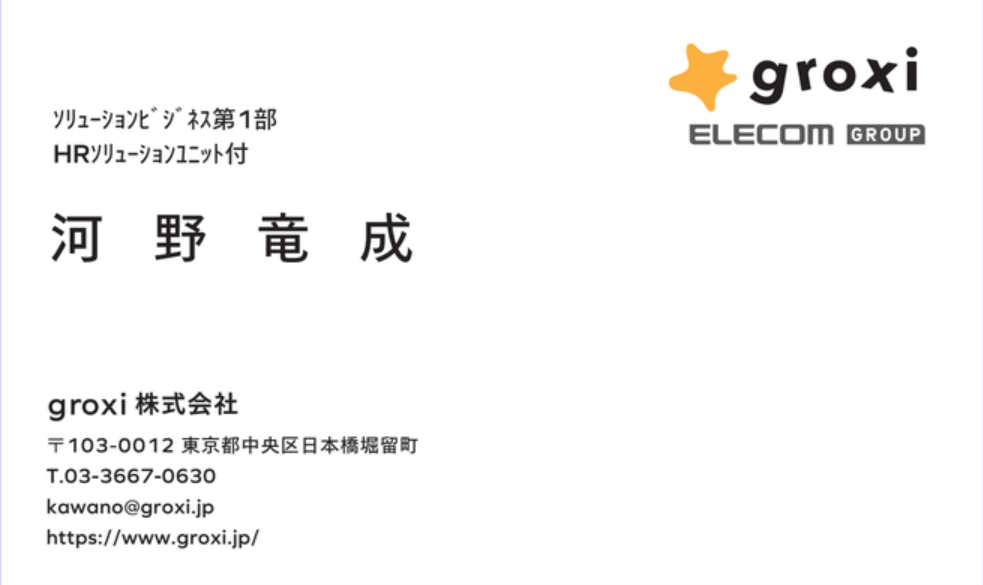 groxi
ELECOM GROUP
ｿﾘｭｰｼｮﾝﾋﾞｼﾞﾈｽ第1部
HRｿﾘｭｰｼｮﾝﾕﾆｯﾄ付
河野竜成
groxi 株式会社
〒103-0012 東京都中央区日本橋堀留町
T.03-3667-0630
kawano@groxi.jp
https://www.groxi.jp/